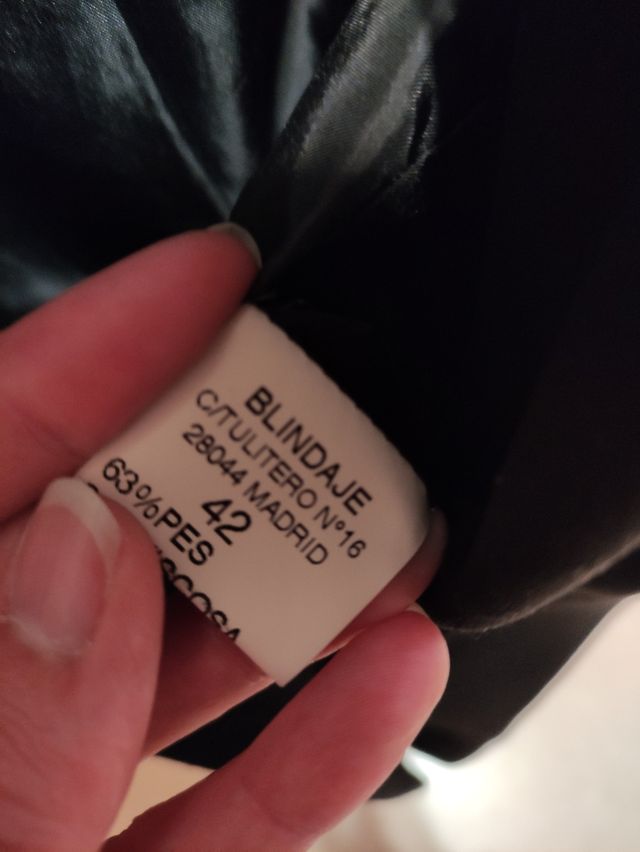 BLINDAJE
C/TULITERO Nº16
28044 MADRID
42
63%PES